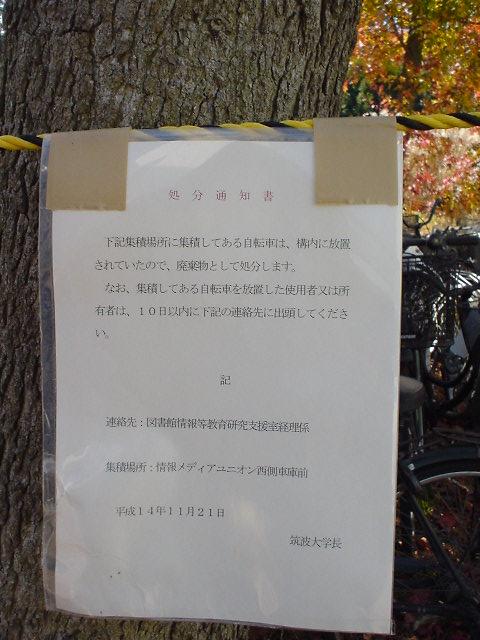 処分通知書
下記集積場所に集積してある自転車は、構内に放置
されていたので、廃棄物として処分します。
なお、集積してある自転車を放置した使用者又は所
有者は、１０日以内に下記の連絡先に出頭してくださ
い。
記
連絡先：図書館情報等教育研究支援室経理係
集積場所：情報メディアユニオン西側車庫前
平成１４年１１月２１日
筑波大学長